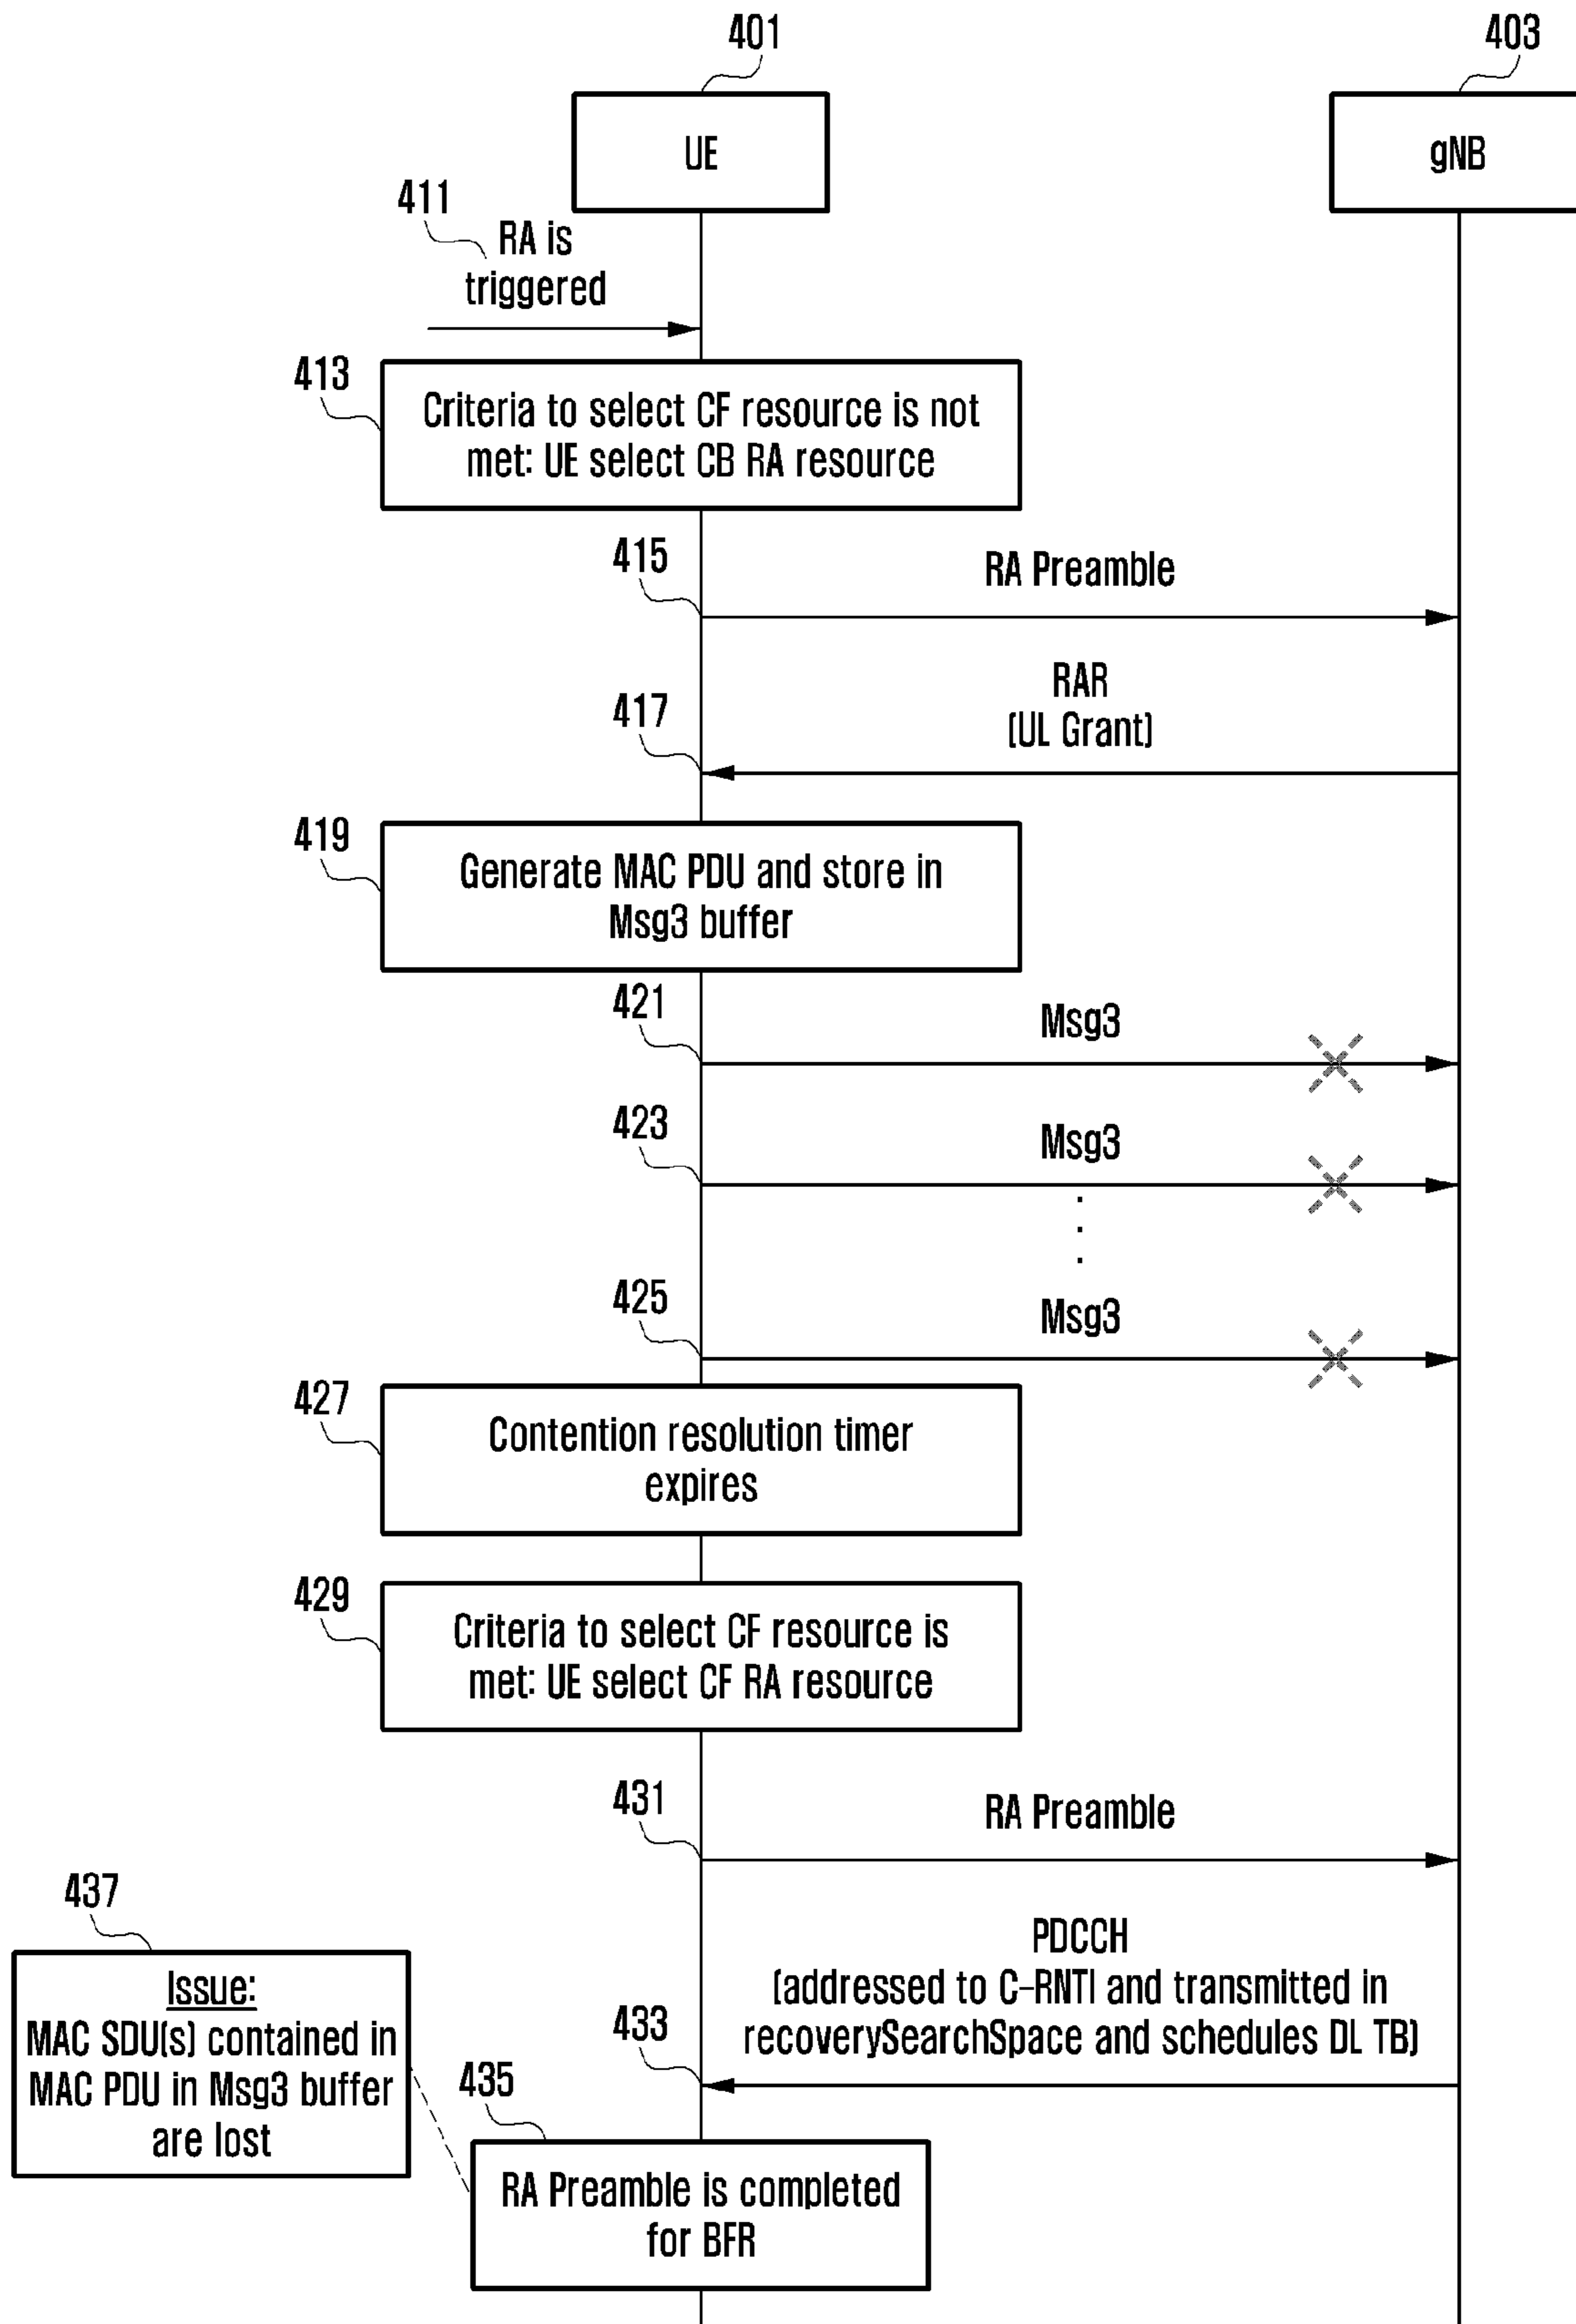 401
403
UE
gNB
411
RA is
triggered
413
Criteria to select CF resource is not
met: UE select CB RA resource
415
RA Preamble
RAR
(UL Grant)
417
419
Generate MAC PDU and store in
Msg3 buffer
421
Msg3
423
Msg3
.
.
.
425
Msg3
427
Contention resolution timer
expires
429
Criteria to select CF resource is
met: UE select CF RA resource
431
RA Preamble
437
Issue:
MAC SDU(s) contained in
MAC PDU in Msg3 buffer
are lost
PDCCH
(addressed to C-RNTI and transmitted in
recoverySearchSpace and schedules DL TB)
433
435
RA Preamble is completed
for BFR